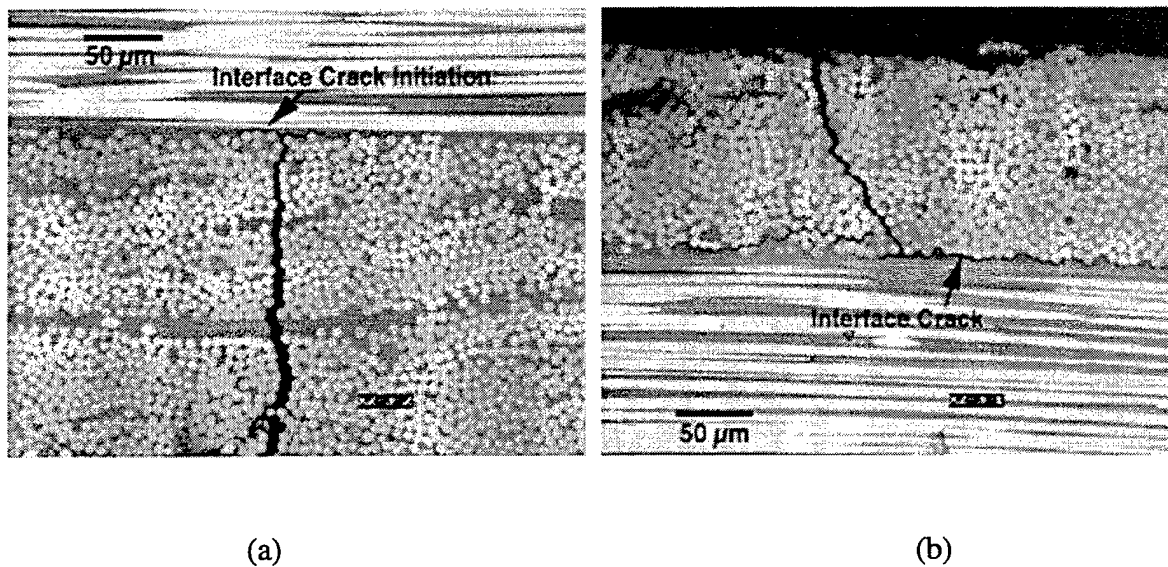 50 µm
Interface Crack Initiation
Interface Crack
50 µm
(a)
(b)